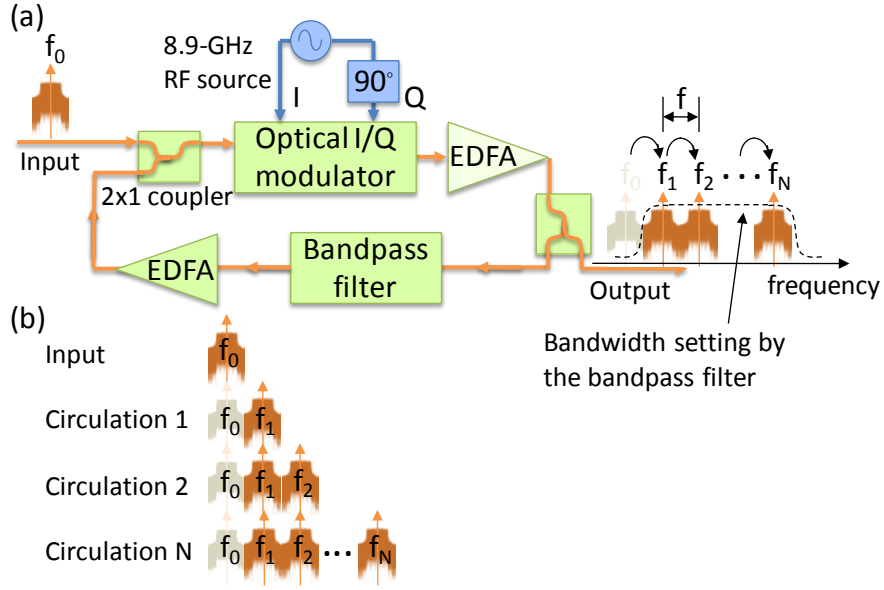 (a)
f0
8.9-GHz
RF source
90°
I
Q
Input
2x1 coupler
Optical I/Q
modulator
EDFA
EDFA
Bandpass
filter
f
f0 f1 f2 ••• fN
Output
frequency
Bandwidth setting by
the bandpass filter
(b)
Input f0
Circulation 1 f0 f1
Circulation 2 f0 f1 f2
Circulation N f0 f1 f2 ••• fN